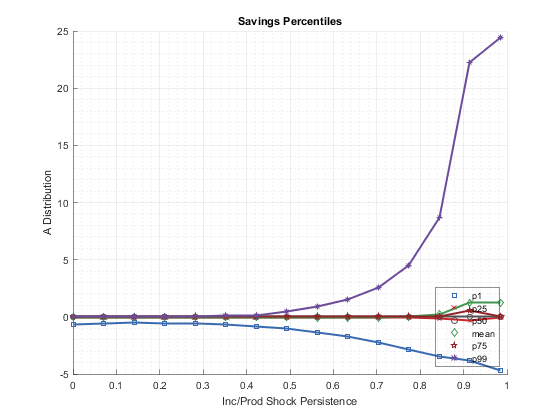 Savings Percentiles
25
20
15
10
5
0
-5
A Distribution
0 0.1 0.2 0.3 0.4 0.5 0.6 0.7 0.8 0.9 1
Inc/Prod Shock Persistence
p1
p25
p50
mean
p75
p99